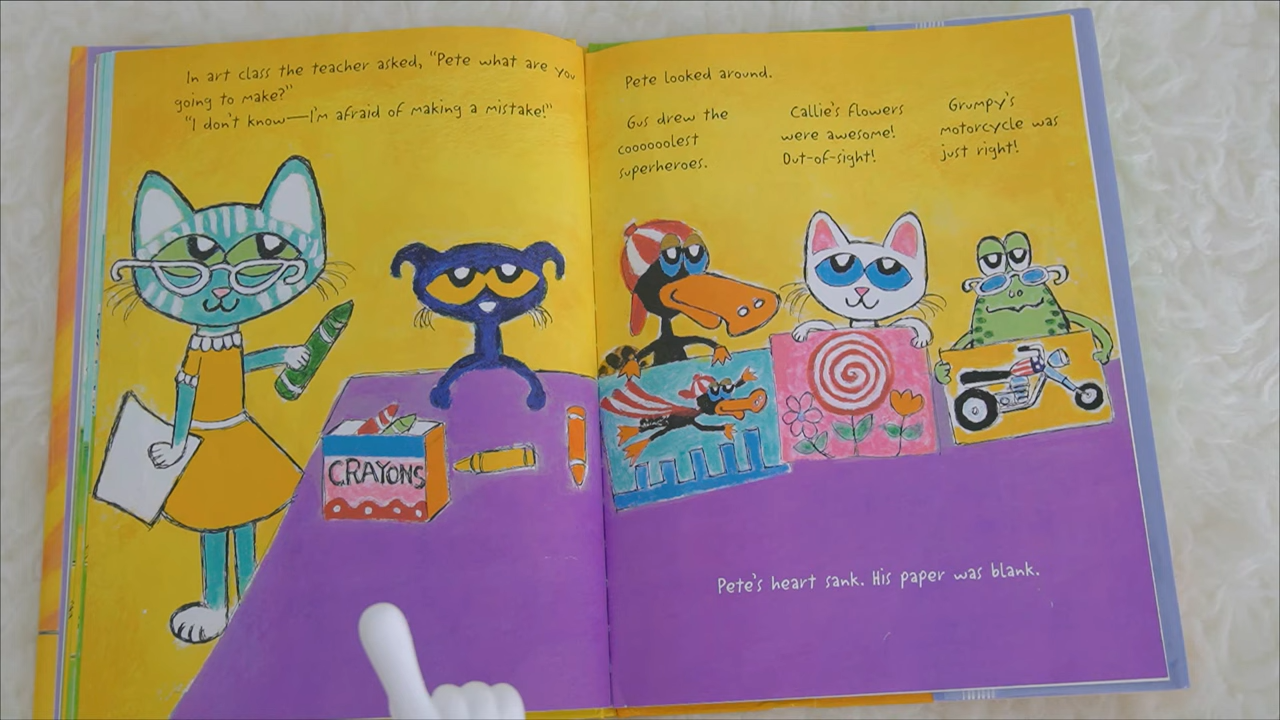 In art class the teacher asked, "Pete what are you
going to make?"
"I don't know—I'm afraid of making a mistake!"
CRAYONS
Pete looked around.
Gus drew the
cooooolest
superheroes.
Callie's flowers
were awesome!
Out-of-sight!
Grumpy's
motorcycle was
just right!
Pete's heart sank. His paper was blank.